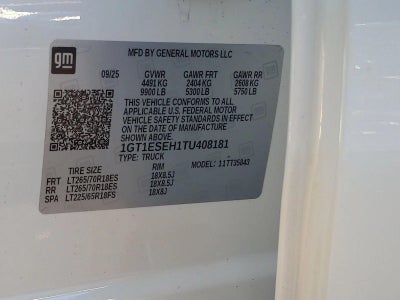 gm
MFD BY GENERAL MOTORS LLC
09/25 GVWR GAWR FRT GAWR RR
4491 KG 2404 KG 2608 KG
9900 LB 5300 LB 5750 LB
THIS VEHICLE CONFORMS TO ALL
APPLICABLE U.S. FEDERAL MOTOR
VEHICLE SAFETY STANDARDS IN EFFECT
ON THE DATE OF MANUFACTURE
SHOWN ABOVE.
1GT1ESEH1TU408181
TYPE: TRUCK MODEL: 11TT35843
TIRE SIZE RIM
FRT LT265/70R18ES 18X8.5J
RR LT265/70R18ES 18X8.5J
SPA LT225/65R18FS 18X8J